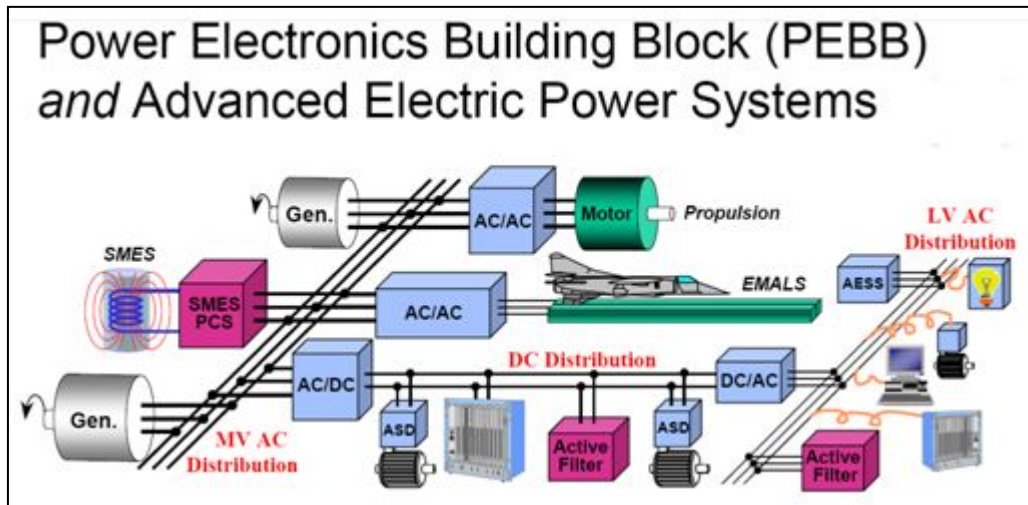 Power Electronics Building Block (PEBB)
and Advanced Electric Power Systems
Gen.
AC/AC
Motor
Propulsion
LV AC
Distribution
SMES
SMES
PCS
AC/AC
EMALS
AESS
AC/DC
DC Distribution
DC/AC
Gen.
MV AC
Distribution
ASD
Active
Filter
ASD
Active
Filter